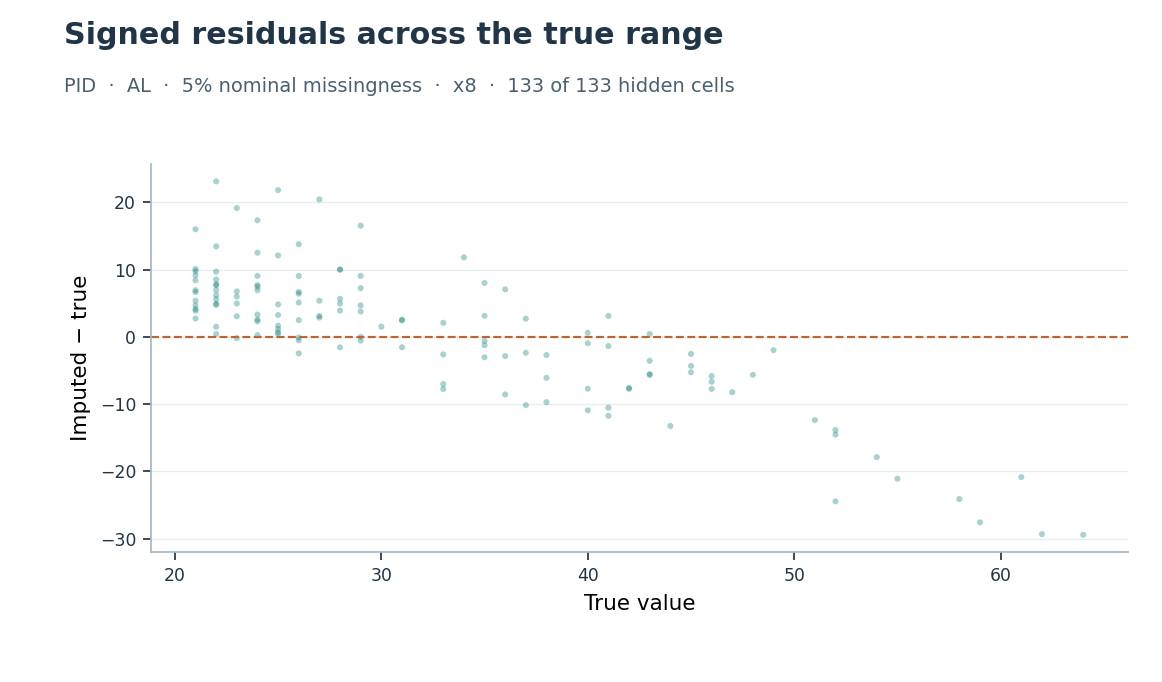 Signed residuals across the true range
PID · AL · 5% nominal missingness · x8 · 133 of 133 hidden cells
Imputed − true
20
10
0
−10
−20
−30
20
30
40
50
60
True value